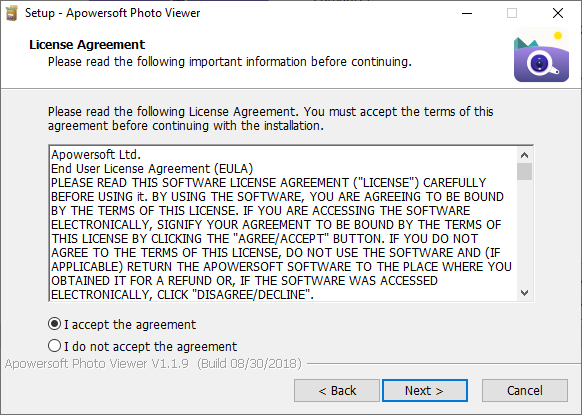 Setup - Apowersoft Photo Viewer
License Agreement
Please read the following important information before continuing.
Please read the following License Agreement. You must accept the terms of this
agreement before continuing with the installation.
Apowersoft Ltd.
End User License Agreement (EULA)
PLEASE READ THIS SOFTWARE LICENSE AGREEMENT ("LICENSE") CAREFULLY
BEFORE USING it. BY USING THE SOFTWARE, YOU ARE AGREEING TO BE BOUND
BY THE TERMS OF THIS LICENSE. IF YOU ARE ACCESSING THE SOFTWARE
ELECTRONICALLY, SIGNIFY YOUR AGREEMENT TO BE BOUND BY THE TERMS OF
THIS LICENSE BY CLICKING THE "AGREE/ACCEPT" BUTTON. IF YOU DO NOT
AGREE TO THE TERMS OF THIS LICENSE, DO NOT USE THE SOFTWARE AND (IF
APPLICABLE) RETURN THE APOWERSOFT SOFTWARE TO THE PLACE WHERE YOU
OBTAINED IT FOR A REFUND OR, IF THE SOFTWARE WAS ACCESSED
ELECTRONICALLY, CLICK "DISAGREE/DECLINE".
I accept the agreement
I do not accept the agreement
Apowersoft Photo Viewer V1.1.9 (Build 08/30/2018)
< Back
Next >
Cancel